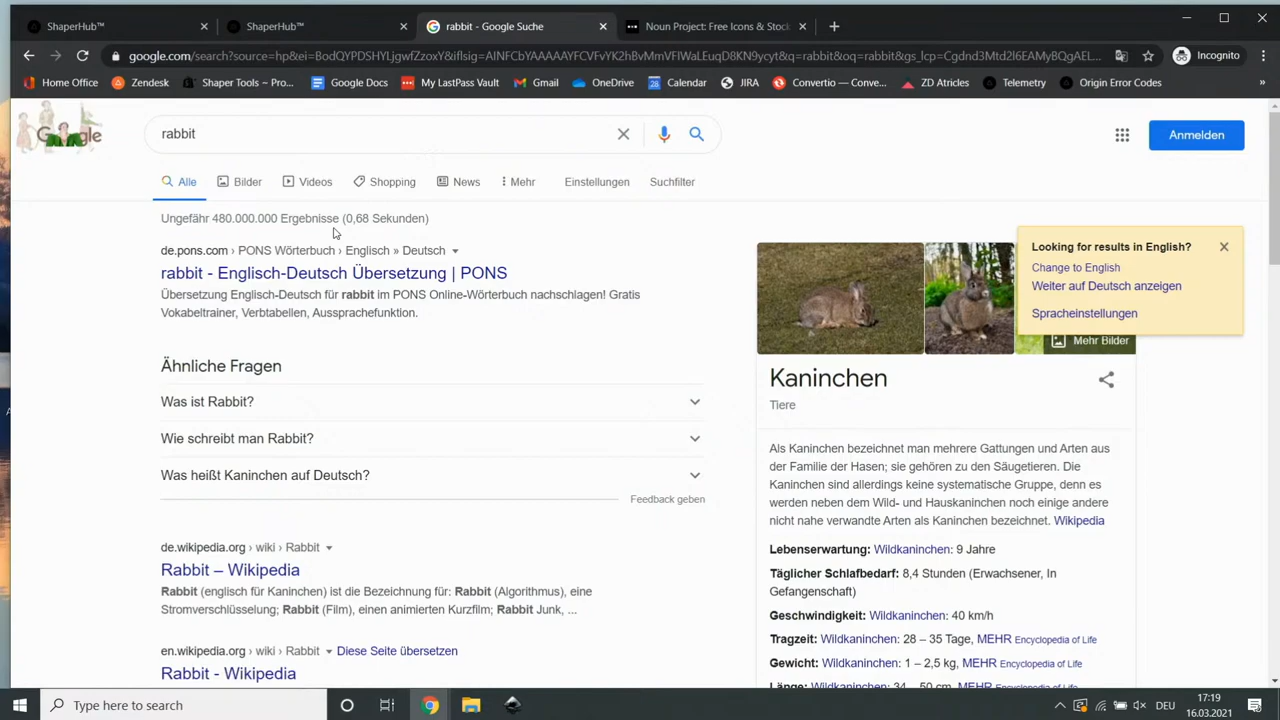 ShaperHub™
ShaperHub™
rabbit - Google Suche
Noun Project: Free Icons & Stock
google.com/search?source=hp&ei=BodQYPDSHYLjgwfZzoxY&iflsig=AINFCbYAAAAAYFCVFvYK2hBvMmVFIWaLEuqD8KN9ycyt&q=rabbit&oq=rabbit&gs_lcp=Cgdnd3Mtd2l6EAMyBQgAEL...
Incognito
Home Office
Zendesk
Shaper Tools – Pro...
Google Docs
My LastPass Vault
Gmail
OneDrive
Calendar
JIRA
Convertio — Conve...
ZD Atricles
Telemetry
Origin Error Codes
Google
rabbit
Anmelden
Alle
Bilder
Videos
Shopping
News
Mehr
Einstellungen
Suchfilter
Ungefähr 480.000.000 Ergebnisse (0,68 Sekunden)
de.pons.com › PONS Wörterbuch › Englisch » Deutsch
rabbit - Englisch-Deutsch Übersetzung | PONS
Übersetzung Englisch-Deutsch für rabbit im PONS Online-Wörterbuch nachschlagen! Gratis
Vokabeltrainer, Verbtabellen, Aussprachefunktion.
Ähnliche Fragen
Was ist Rabbit?
Wie schreibt man Rabbit?
Was heißt Kaninchen auf Deutsch?
Feedback geben
de.wikipedia.org › wiki › Rabbit
Rabbit – Wikipedia
Rabbit (englisch für Kaninchen) ist die Bezeichnung für: Rabbit (Algorithmus), eine
Stromverschlüsselung; Rabbit (Film), einen animierten Kurzfilm; Rabbit Junk, ...
en.wikipedia.org › wiki › Rabbit Diese Seite übersetzen
Rabbit - Wikipedia
Looking for results in English?
Change to English
Weiter auf Deutsch anzeigen
Spracheinstellungen
Mehr Bilder
Kaninchen
Tiere
Als Kaninchen bezeichnet man mehrere Gattungen und Arten aus
der Familie der Hasen; sie gehören zu den Säugetieren. Die
Kaninchen sind allerdings keine systematische Gruppe, denn es
werden neben dem Wild- und Hauskaninchen noch einige andere
nicht nahe verwandte Arten als Kaninchen bezeichnet. Wikipedia
Lebenserwartung: Wildkaninchen: 9 Jahre
Täglicher Schlafbedarf: 8,4 Stunden (Erwachsener, In
Gefangenschaft)
Geschwindigkeit: Wildkaninchen: 40 km/h
Tragzeit: Wildkaninchen: 28 – 35 Tage, MEHR Encyclopedia of Life
Gewicht: Wildkaninchen: 1 – 2,5 kg, MEHR Encyclopedia of Life
Länge: Wildkaninchen: 34 – 50 cm, MEHR Encyclopedia of Life
Type here to search
DEU
17:19
16.03.2021